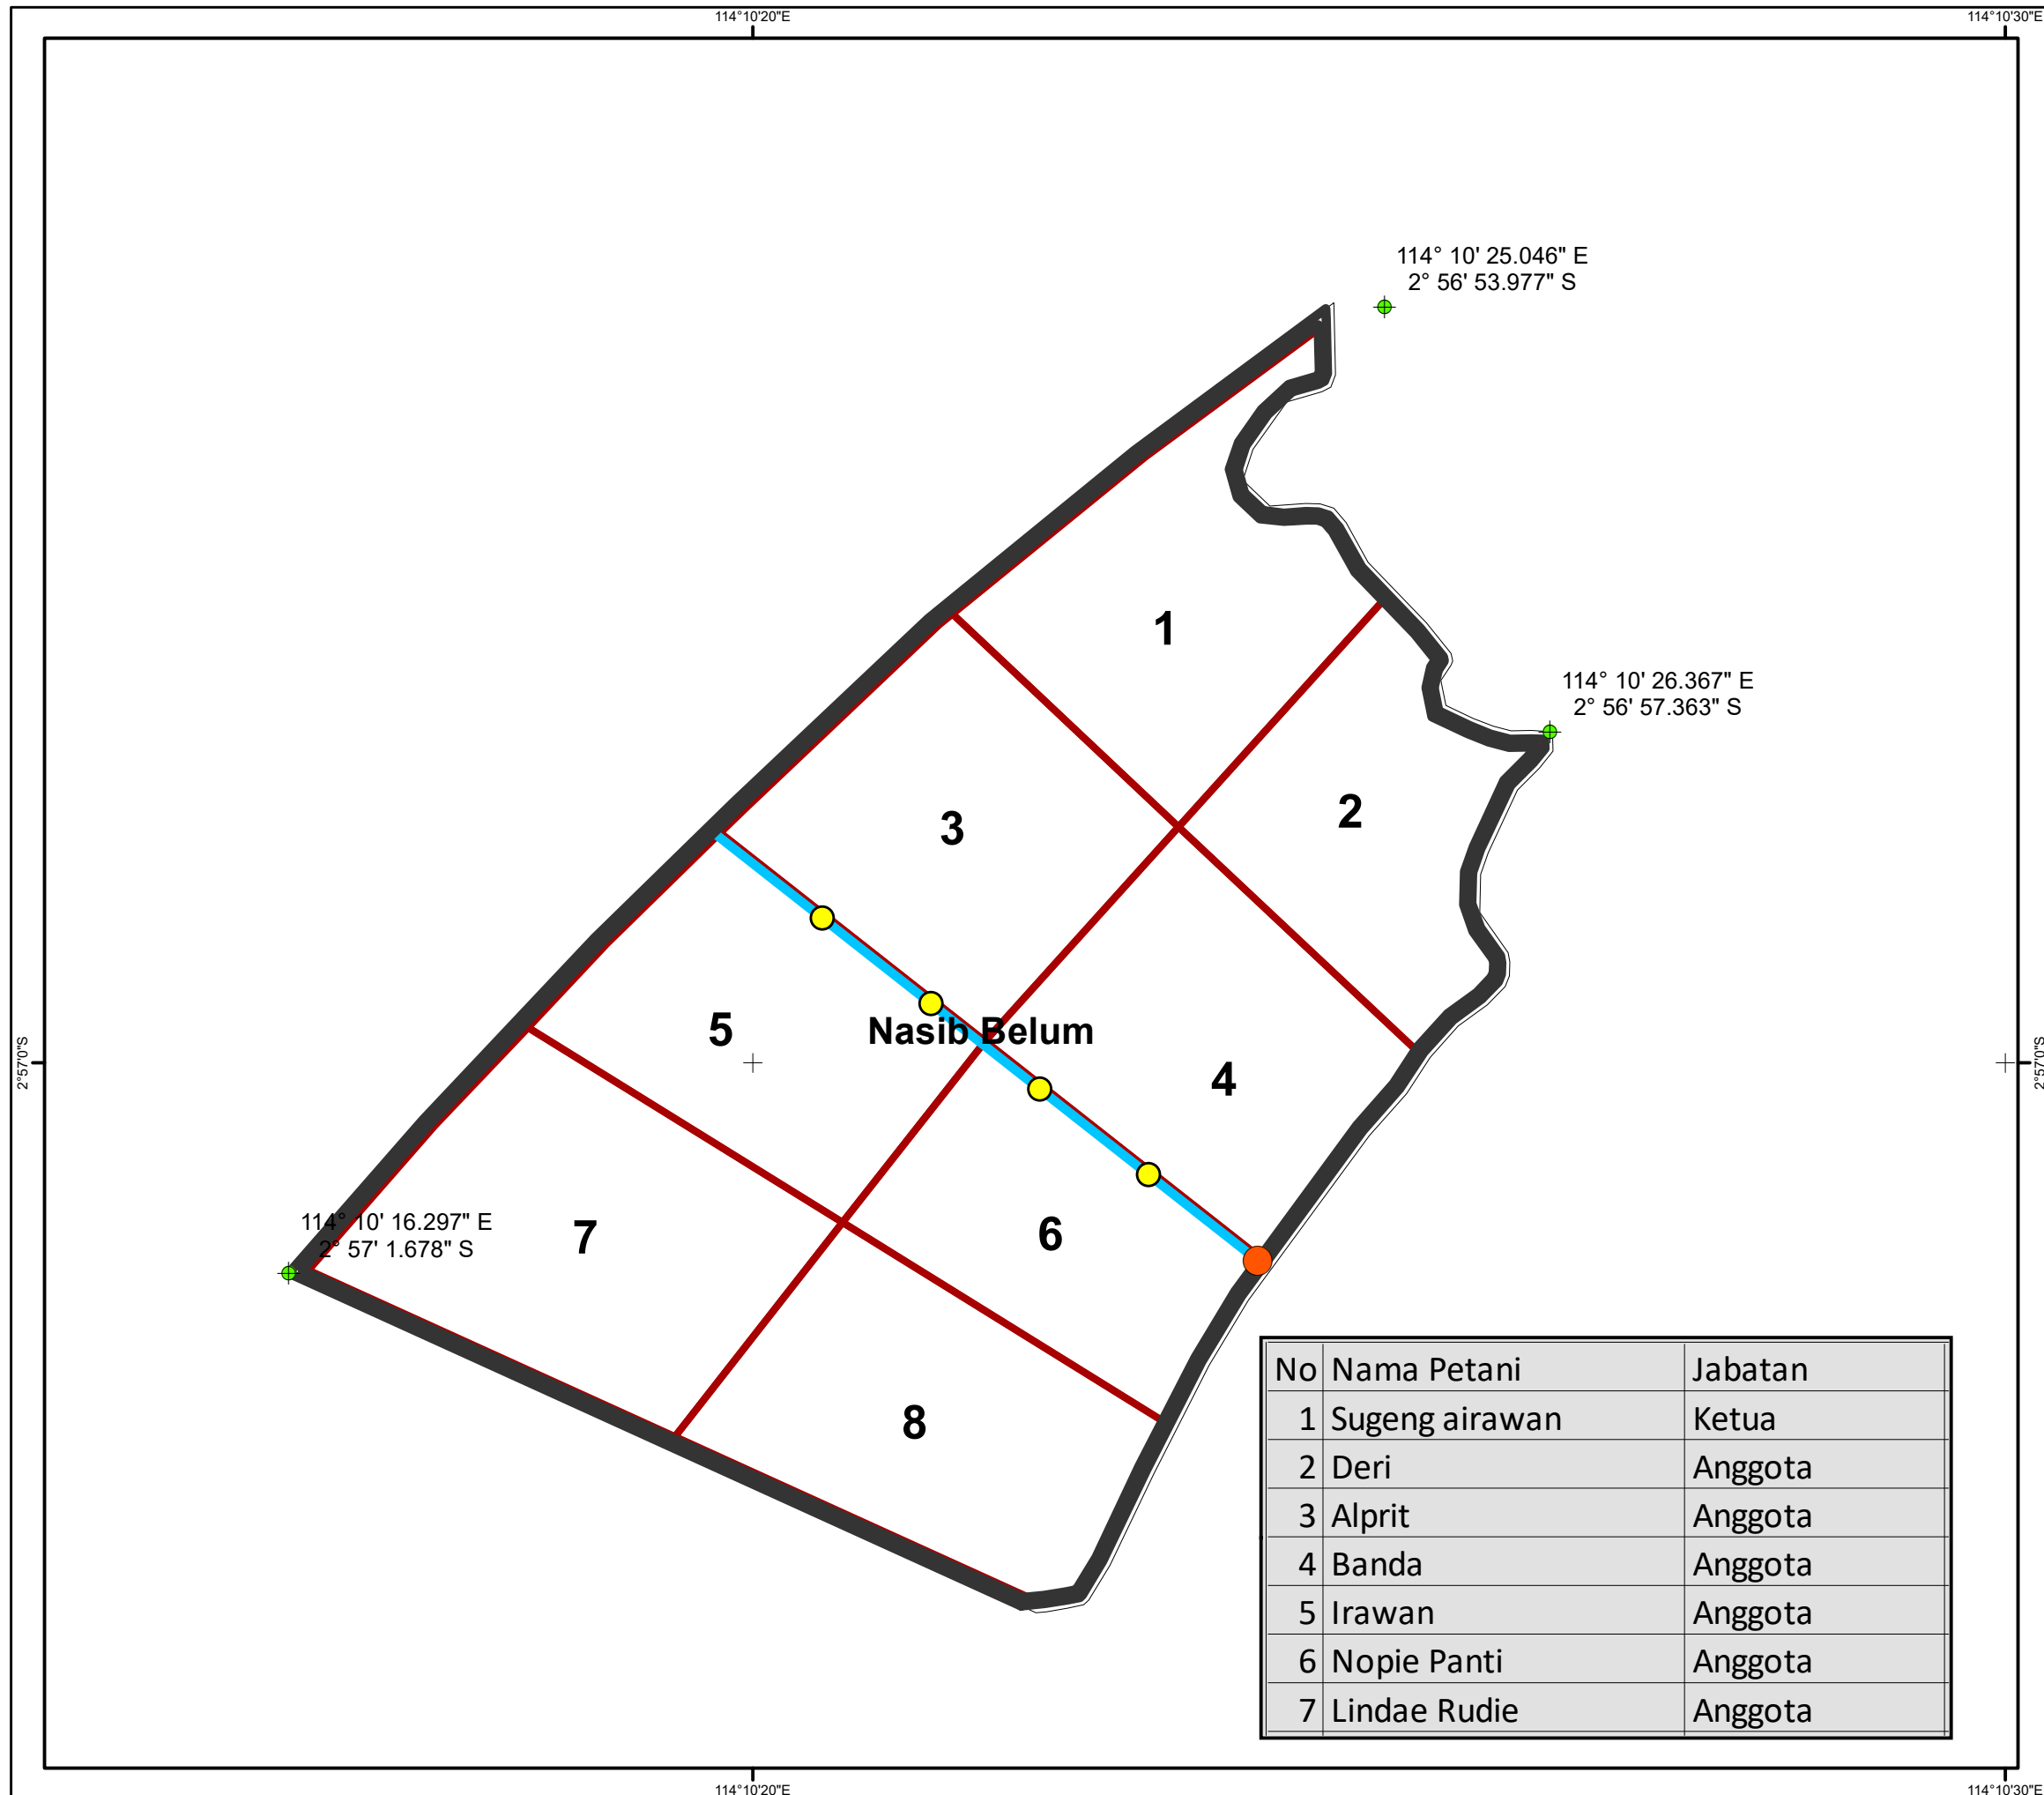 114°10'20"E
114°10'30"E
114° 10' 25.046" E
2° 56' 53.977" S
1
114° 10' 26.367" E
2° 56' 57.363" S
2
3
5
Nasib Belum
2°57'0"S
2°57'0"S
4
114° 10' 16.297" E
2° 57' 1.678" S
7
6
8
No Nama Petani Jabatan
1 Sugeng airawan Ketua
2 Deri Anggota
3 Alprit Anggota
4 Banda Anggota
5 Irawan Anggota
6 Nopie Panti Anggota
7 Lindae Rudie Anggota
114°10'20"E
114°10'30"E